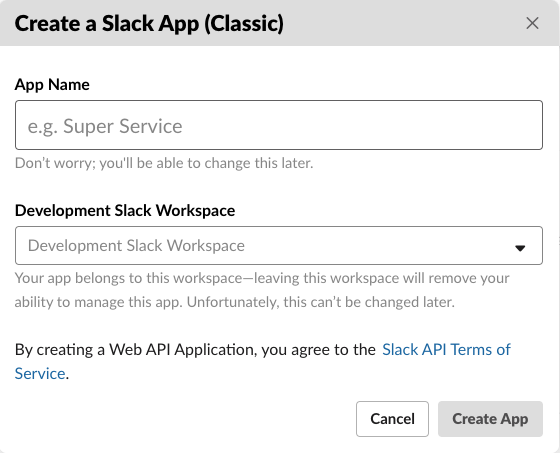 Create a Slack App (Classic)
App Name
e.g. Super Service
Don't worry; you'll be able to change this later.
Development Slack Workspace
Development Slack Workspace
Your app belongs to this workspace—leaving this workspace will remove your
ability to manage this app. Unfortunately, this can't be changed later.
By creating a Web API Application, you agree to the Slack API Terms of
Service.
Cancel
Create App